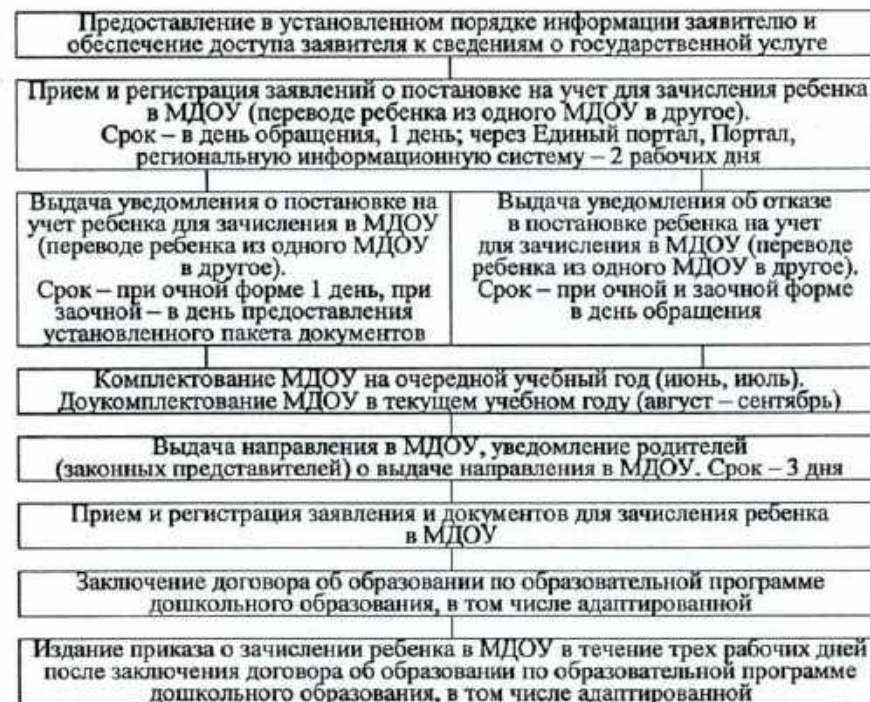 Предоставление в установленном порядке информации заявителю и
обеспечение доступа заявителя к сведениям о государственной услуге
Прием и регистрация заявлений о постановке на учет для зачисления ребенка
в МДОУ (переводе ребенка из одного МДОУ в другое).
Срок – в день обращения, 1 день; через Единый портал, Портал,
региональную информационную систему – 2 рабочих дня
Выдача уведомления о постановке на
учет ребенка для зачисления в МДОУ
(переводе ребенка из одного МДОУ
в другое).
Срок – при очной форме 1 день, при
заочной – в день предоставления
установленного пакета документов
Выдача уведомления об отказе
в постановке ребенка на учет
для зачисления в МДОУ (переводе
ребенка из одного МДОУ в другое).
Срок – при очной и заочной форме
в день обращения
Комплектование МДОУ на очередной учебный год (июнь, июль).
Доукомплектование МДОУ в текущем учебном году (август – сентябрь)
Выдача направления в МДОУ, уведомление родителей
(законных представителей) о выдаче направления в МДОУ. Срок – 3 дня
Прием и регистрация заявления и документов для зачисления ребенка
в МДОУ
Заключение договора об образовании по образовательной программе
дошкольного образования, в том числе адаптированной
Издание приказа о зачислении ребенка в МДОУ в течение трех рабочих дней
после заключения договора об образовании по образовательной программе
дошкольного образования, в том числе адаптированной